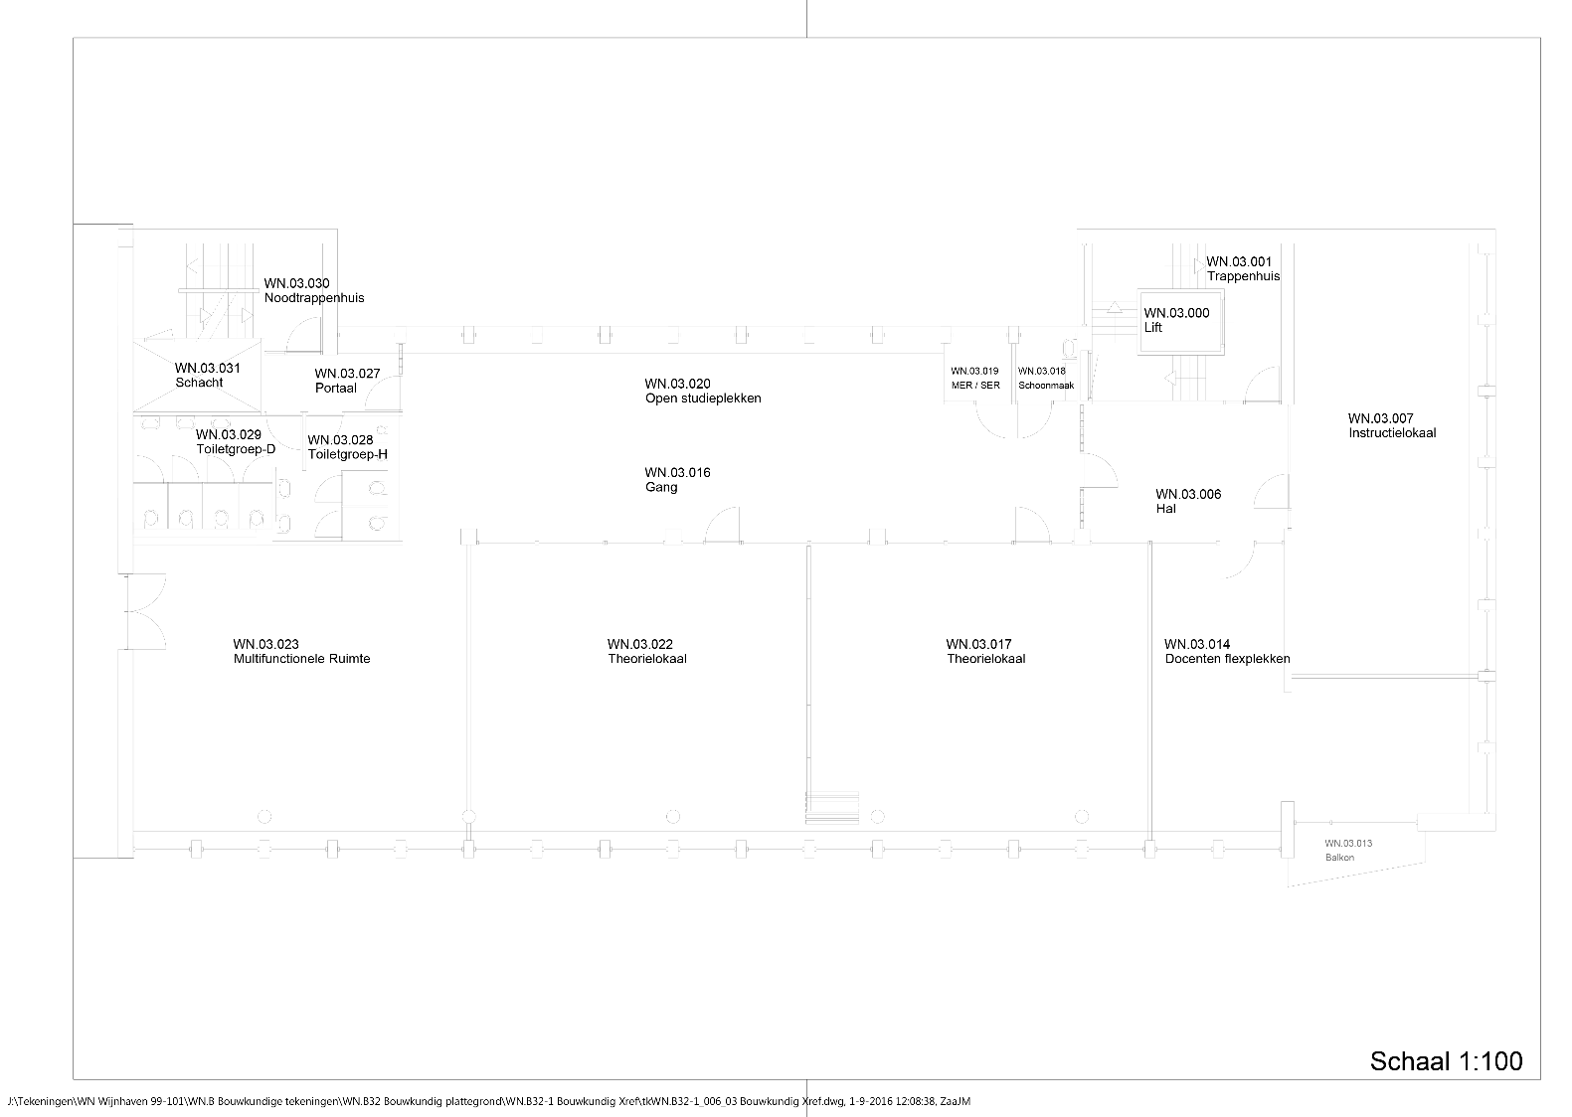 WN.03.001
Trappenhuis
WN.03.030
Noodtrappenhuis
WN.03.000
Lift
WN.03.031
Schacht
WN.03.027
Portaal
WN.03.020
Open studieplekken
WN.03.019
MER / SER
WN.03.018
Schoonmaak
WN.03.007
Instructielokaal
WN.03.029
Toiletgroep-D
WN.03.028
Toiletgroep-H
WN.03.016
Gang
WN.03.006
Hal
WN.03.023
Multifunctionele Ruimte
WN.03.022
Theorielokaal
WN.03.017
Theorielokaal
WN.03.014
Docenten flexplekken
WN.03.013
Balkon
Schaal 1:100
J:\Tekeningen\WN Wijnhaven 99-101\WN.B Bouwkundige tekeningen\WN.B32 Bouwkundig plattegrond\WN.B32-1 Bouwkundig Xref\tkWN.B32-1_006_03 Bouwkundig Xref.dwg, 1-9-2016 12:08:38, ZaaJM